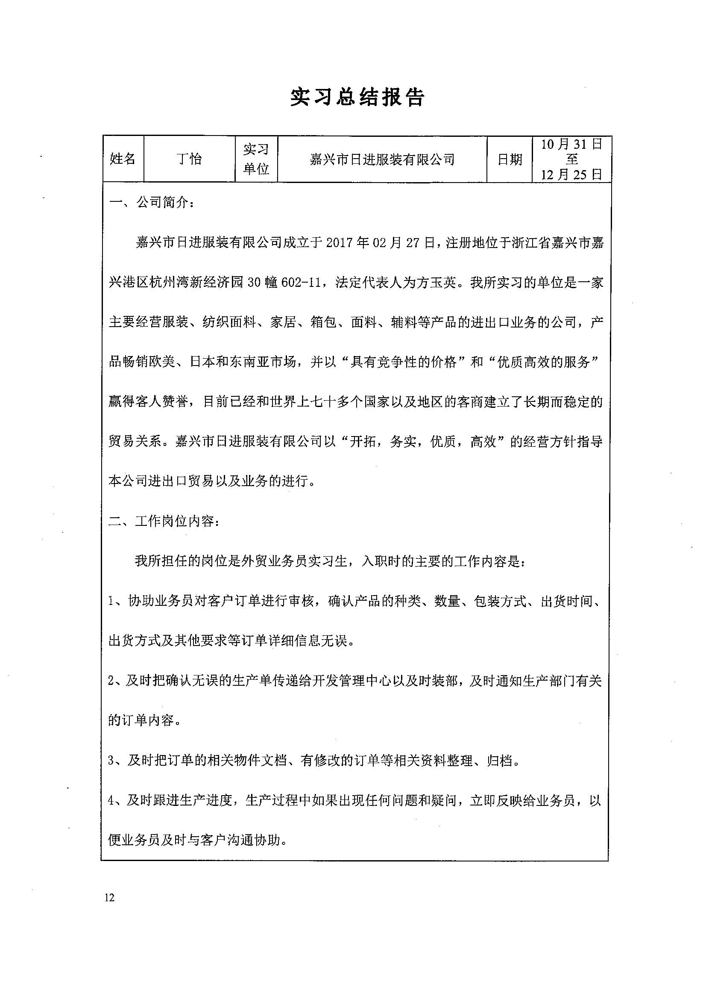 实习总结报告
姓名 丁怡 实习单位 嘉兴市日进服装有限公司 日期 10月31日至12月25日
一、公司简介：
嘉兴市日进服装有限公司成立于2017年02月27日，注册地位于浙江省嘉兴市嘉
兴港区杭州湾新经济园30幢602-11，法定代表人为方玉英。我所实习的单位是一家
主要经营服装、纺织面料、家居、箱包、面料、辅料等产品的进出口业务的公司，产
品畅销欧美、日本和东南亚市场，并以“具有竞争性的价格”和“优质高效的服务”
赢得客人赞誉，目前已经和世界上七十多个国家以及地区的客商建立了长期而稳定的
贸易关系。嘉兴市日进服装有限公司以“开拓，务实，优质，高效”的经营方针指导
本公司进出口贸易以及业务的进行。
二、工作岗位内容：
我所担任的岗位是外贸业务员实习生，入职时的主要的工作内容是：
1、协助业务员对客户订单进行审核，确认产品的种类、数量、包装方式、出货时间、
出货方式及其他要求等订单详细信息无误。
2、及时把确认无误的生产单传递给开发管理中心以及时装部，及时通知生产部门有关
的订单内容。
3、及时把订单的相关物件文档、有修改的订单等相关资料整理、归档。
4、及时跟进生产进度，生产过程中如果出现任何问题和疑问，立即反映给业务员，以
便业务员及时与客户沟通协助。
12